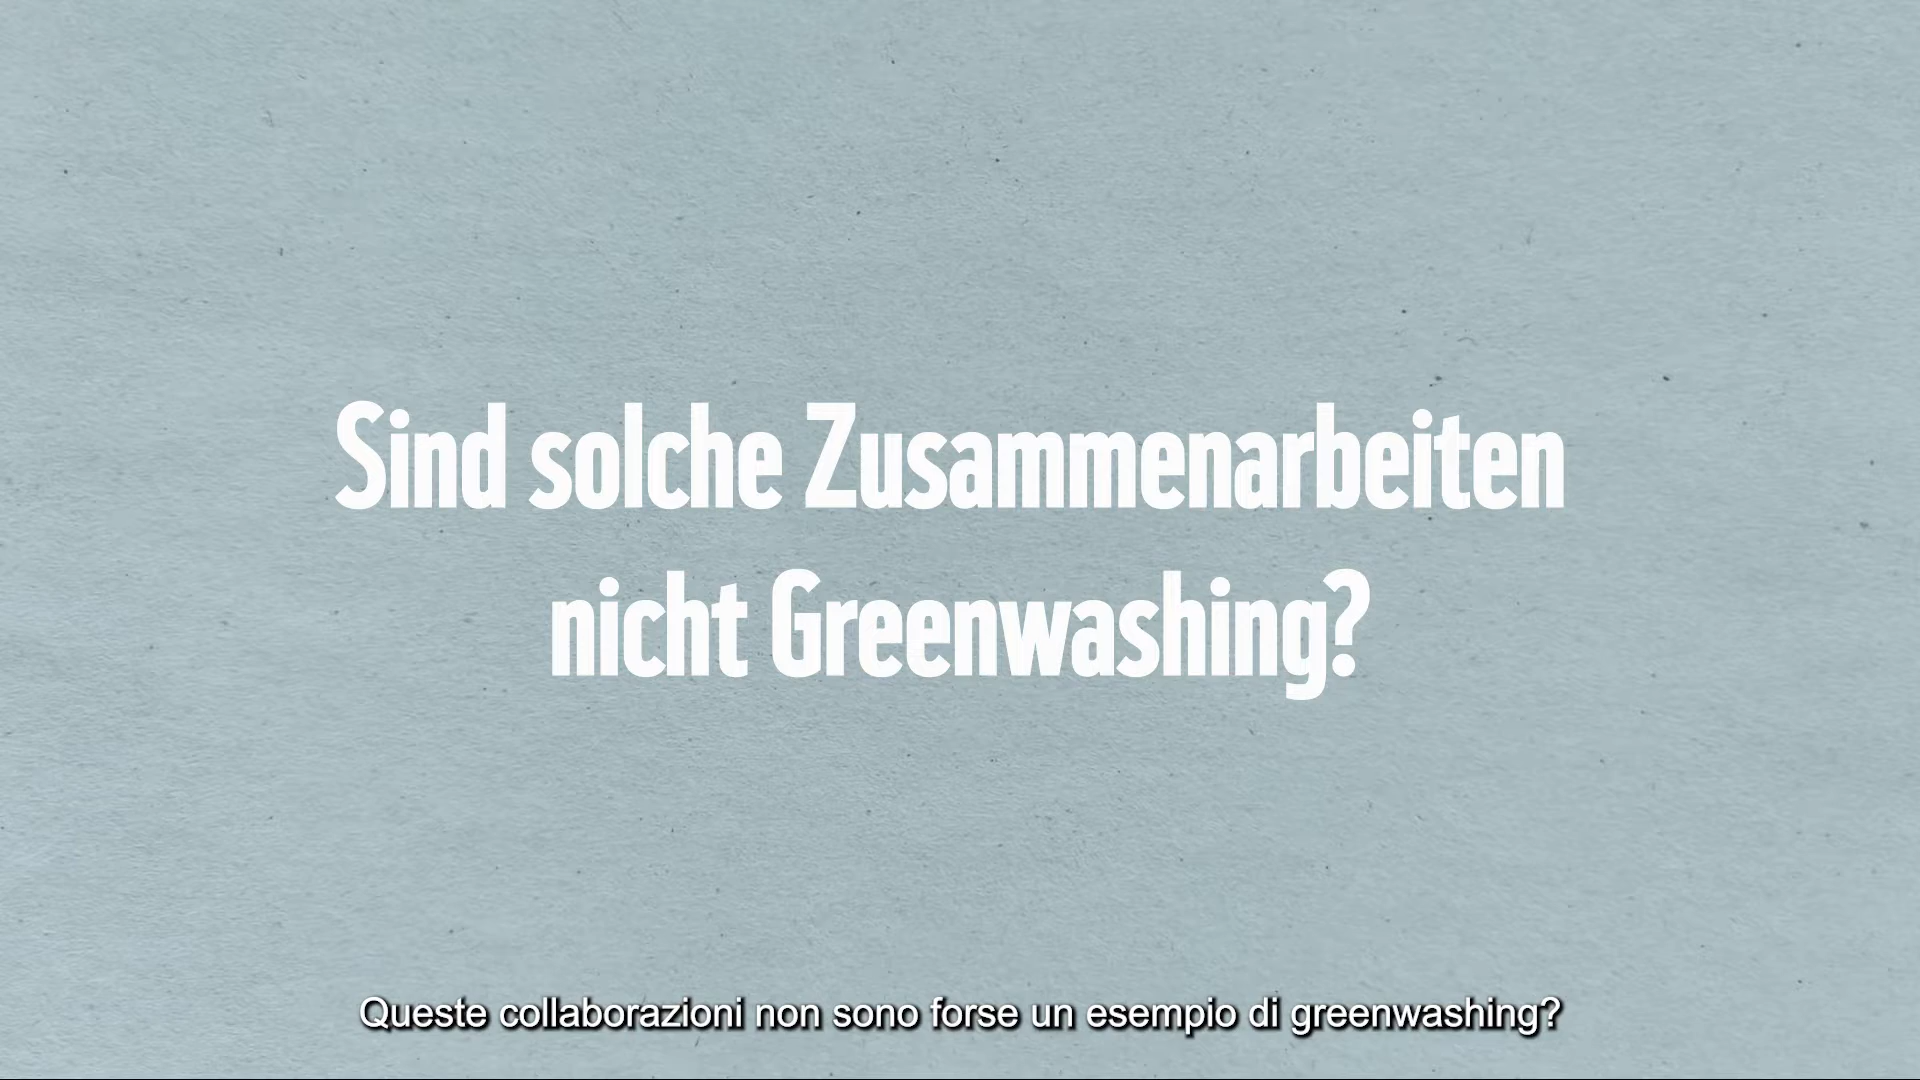 Sind solche Zusammenarbeiten
nicht Greenwashing?
Queste collaborazioni non sono forse un esempio di greenwashing?